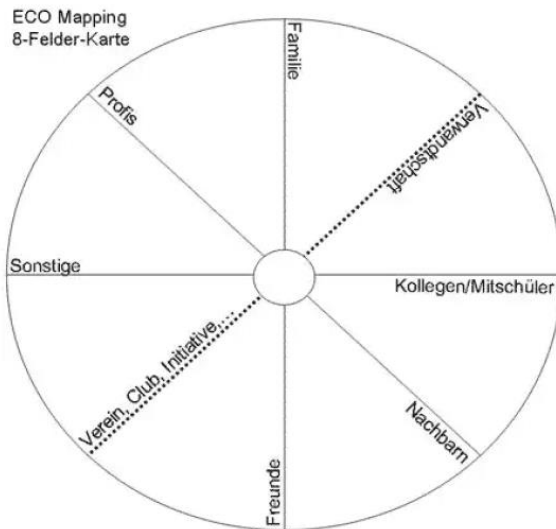 ECO Mapping
8-Felder-Karte
Familie
Profis
Verwandtschaft
Sonstige
Kollegen/Mitschüler
Verein, Club, Initiative,...
Nachbarn
Freunde